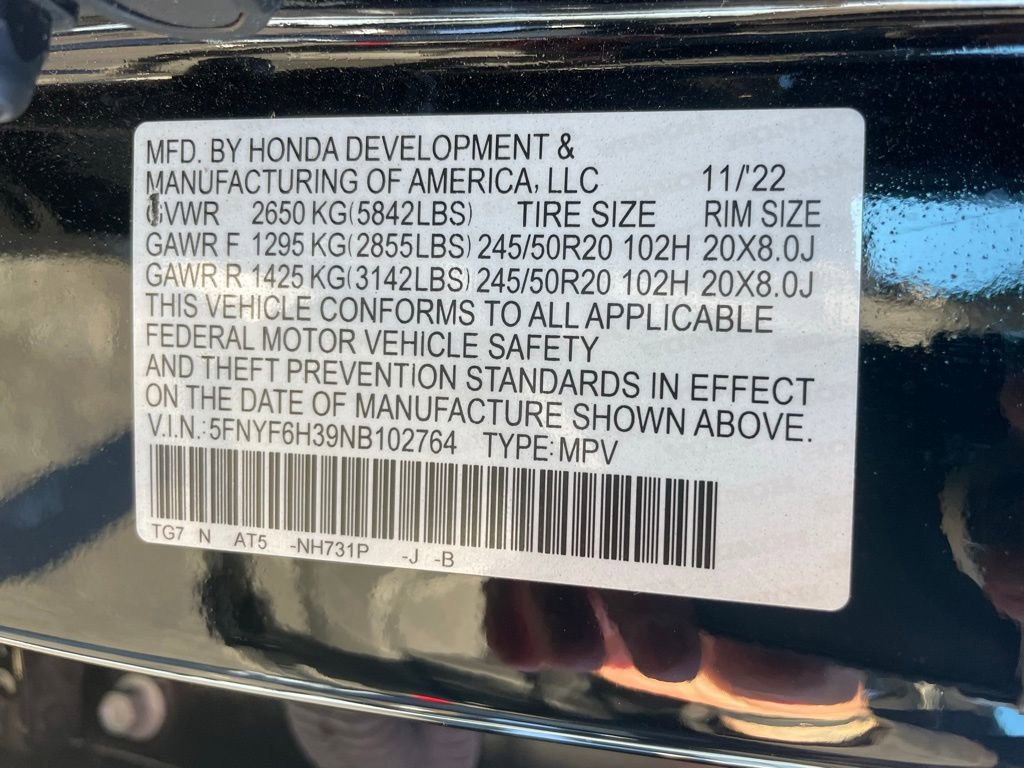 MFD. BY HONDA DEVELOPMENT &
MANUFACTURING OF AMERICA, LLC 11/'22
GVWR 2650 KG(5842LBS) TIRE SIZE RIM SIZE
GAWR F 1295 KG(2855LBS) 245/50R20 102H 20X8.0J
GAWR R 1425 KG(3142LBS) 245/50R20 102H 20X8.0J
THIS VEHICLE CONFORMS TO ALL APPLICABLE
FEDERAL MOTOR VEHICLE SAFETY
AND THEFT PREVENTION STANDARDS IN EFFECT
ON THE DATE OF MANUFACTURE SHOWN ABOVE.
V.I.N.:5FNYF6H39NB102764 TYPE:MPV
TG7 N AT5 -NH731P -J -B